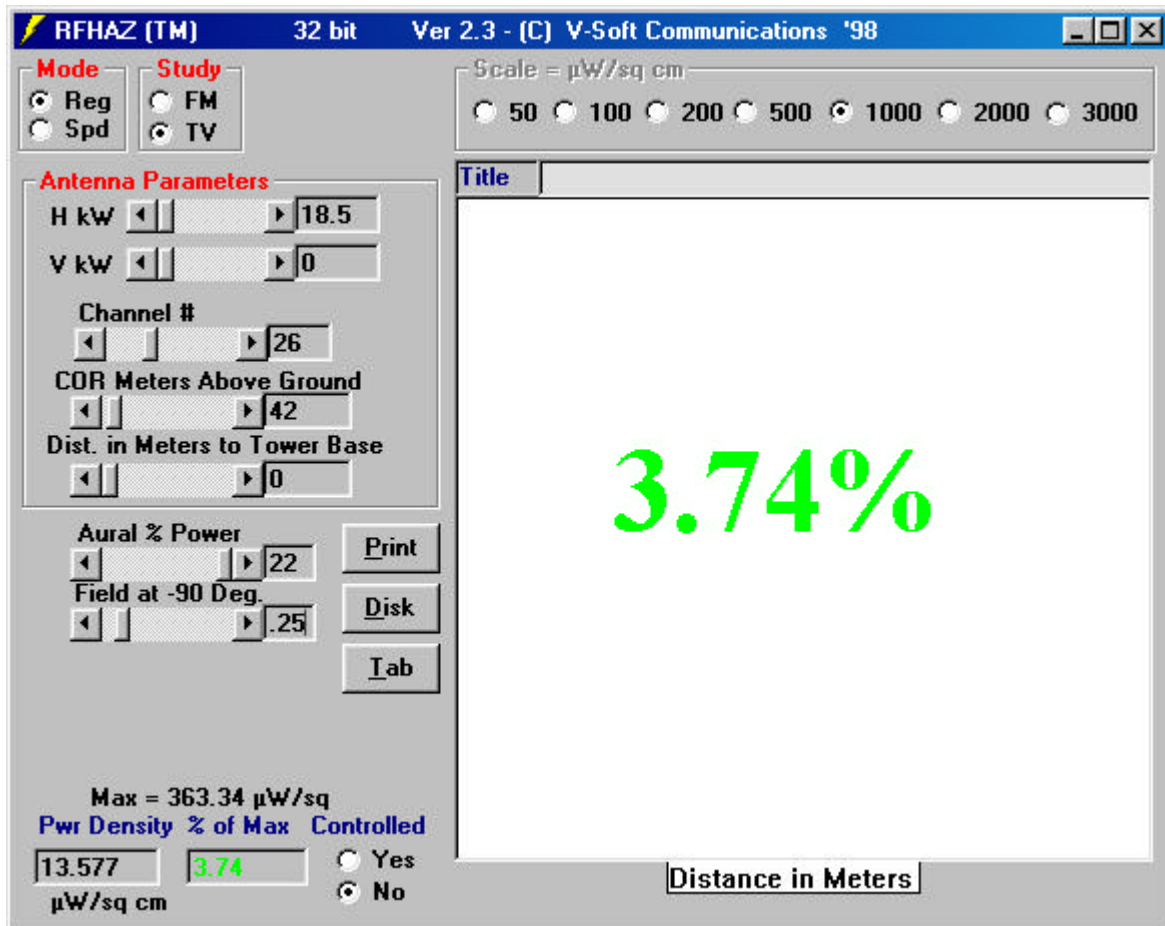 RFHAZ (TM) 32 bit Ver 2.3 - (C) V-Soft Communications '98
Mode
Reg
Spd
Study
FM
TV
Scale = µW/sq cm
50 100 200 500 1000 2000 3000
Antenna Parameters
H kW 18.5
V kW 0
Channel #
26
COR Meters Above Ground
42
Dist. in Meters to Tower Base
0
Aural % Power
22
Field at -90 Deg.
.25
Print
Disk
Tab
Max = 363.34 µW/sq
Pwr Density % of Max Controlled
13.577 3.74 Yes
No
µW/sq cm
Title
3.74%
Distance in Meters